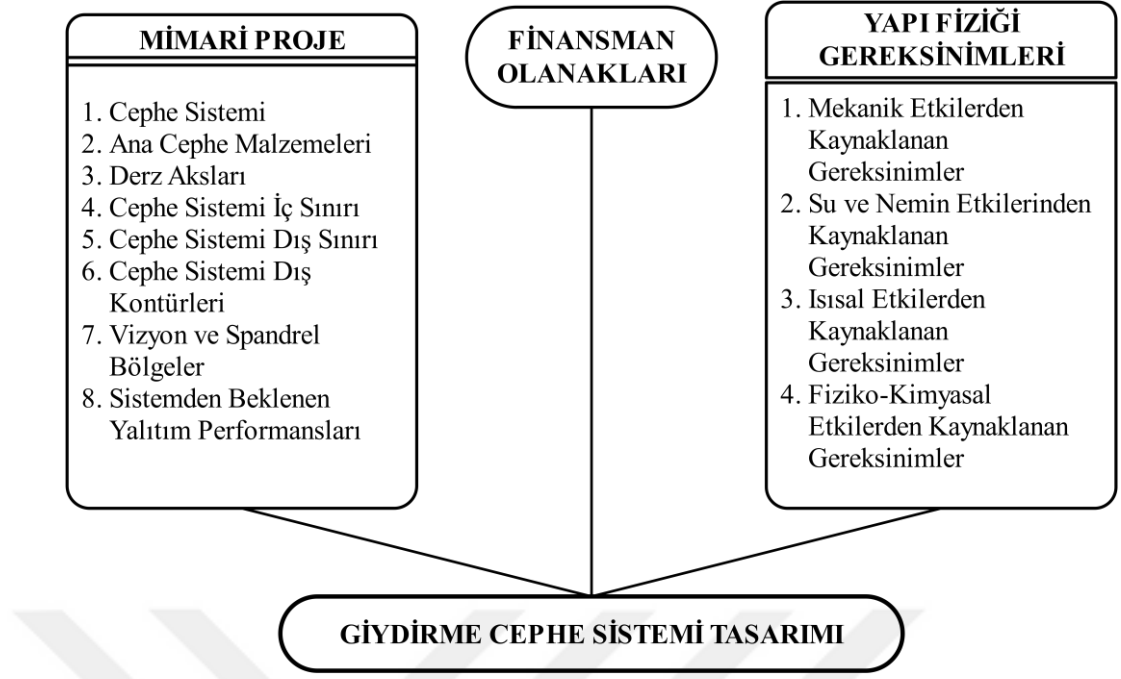 MİMARİ PROJE
1. Cephe Sistemi
2. Ana Cephe Malzemeleri
3. Derz Aksları
4. Cephe Sistemi İç Sınırı
5. Cephe Sistemi Dış Sınırı
6. Cephe Sistemi Dış
Kontürleri
7. Vizyon ve Spandrel
Bölgeler
8. Sistemden Beklenen
Yalıtım Performansları
FİNANSMAN
OLANAKLARI
YAPI FİZİĞİ
GEREKSİNİMLERİ
1. Mekanik Etkilerden
Kaynaklanan
Gereksinimler
2. Su ve Nemin Etkilerinden
Kaynaklanan
Gereksinimler
3. Isısal Etkilerden
Kaynaklanan
Gereksinimler
4. Fiziko-Kimyasal
Etkilerden Kaynaklanan
Gereksinimler
GİYDİRME CEPHE SİSTEMİ TASARIMI